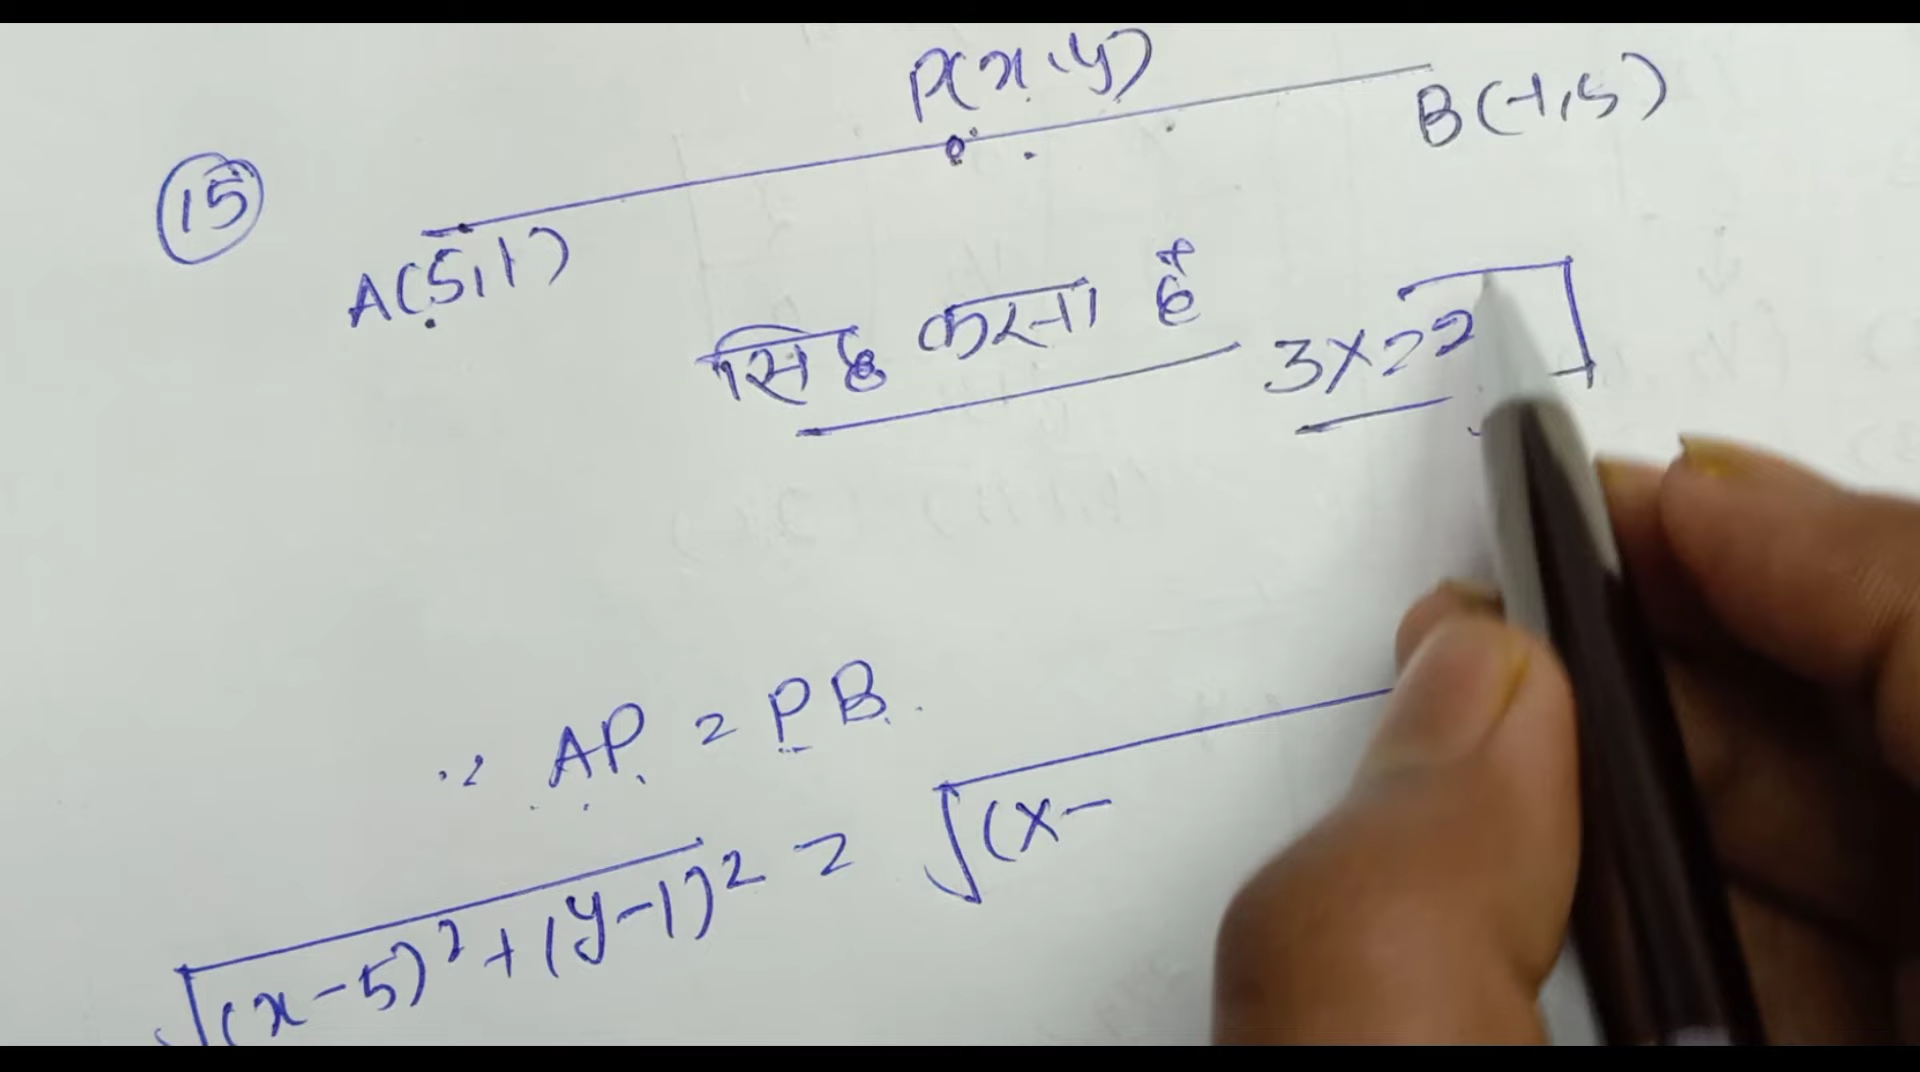 P(x,y)
B(-1,5)
15
A(5,1)
सिद्ध करना है
3x=2
∵ AP = PB
√(x-5)²+(y-1)² = √(x-